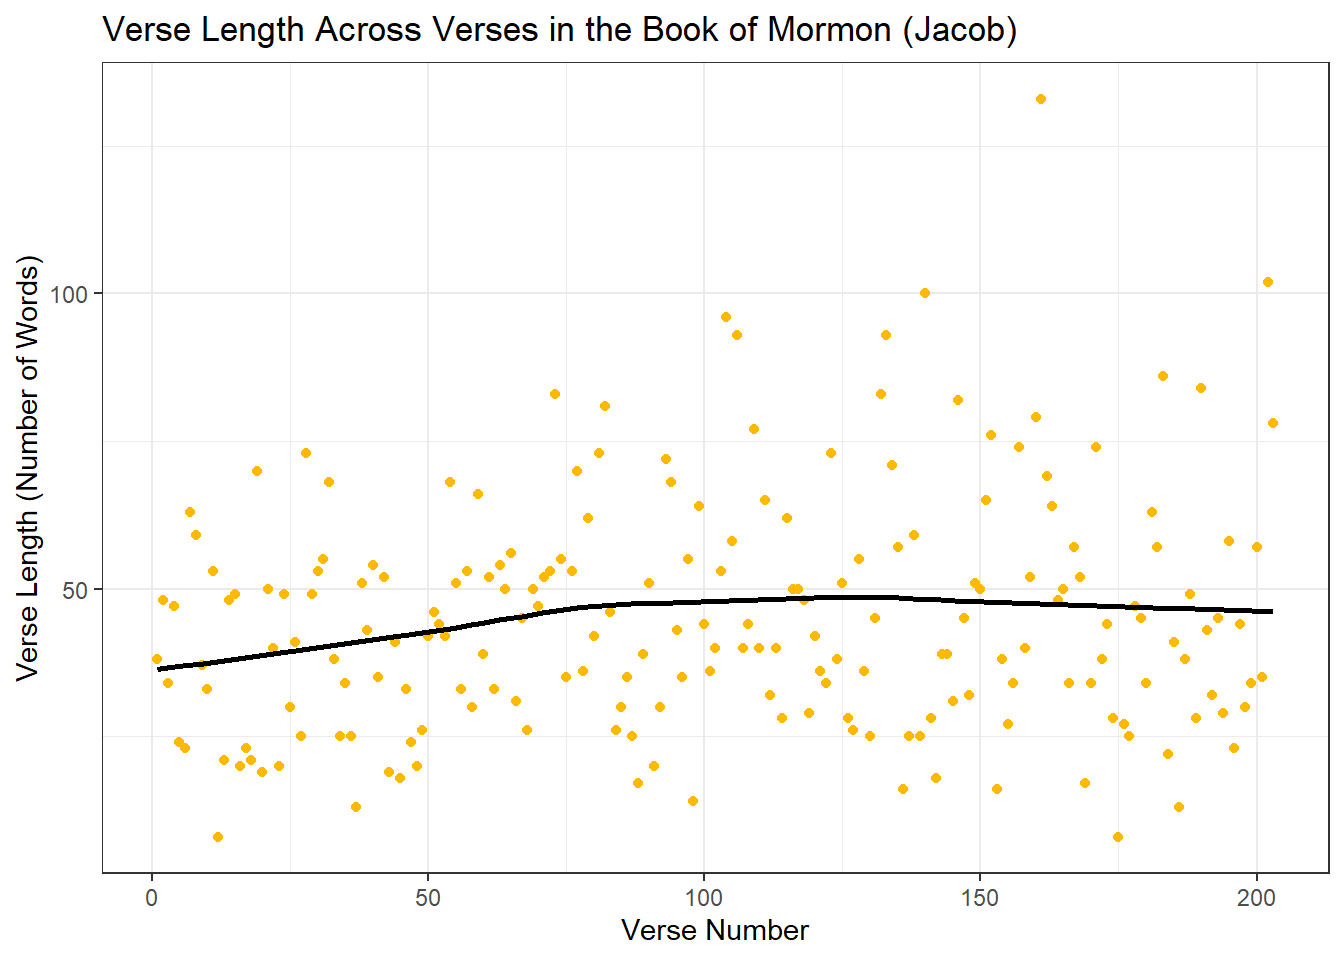 Verse Length Across Verses in the Book of Mormon (Jacob)
Verse Length (Number of Words)
100
50
0
50
100
150
200
Verse Number